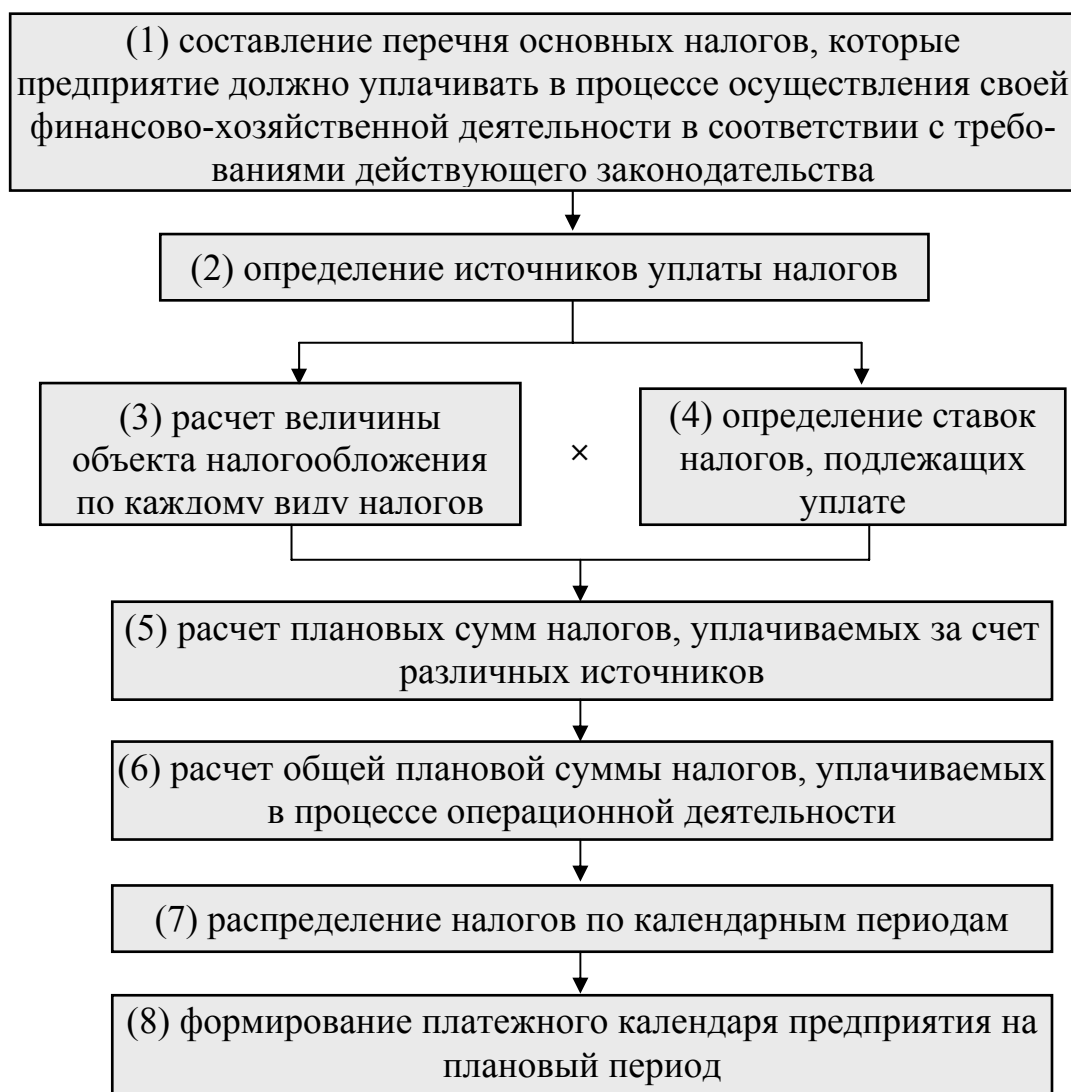 (1) составление перечня основных налогов, которые
предприятие должно уплачивать в процессе осуществления своей
финансово-хозяйственной деятельности в соответствии с требо-
ваниями действующего законодательства
(2) определение источников уплаты налогов
(3) расчет величины
объекта налогообложения
по каждому виду налогов
×
(4) определение ставок
налогов, подлежащих
уплате
(5) расчет плановых сумм налогов, уплачиваемых за счет
различных источников
(6) расчет общей плановой суммы налогов, уплачиваемых
в процессе операционной деятельности
(7) распределение налогов по календарным периодам
(8) формирование платежного календаря предприятия на
плановый период